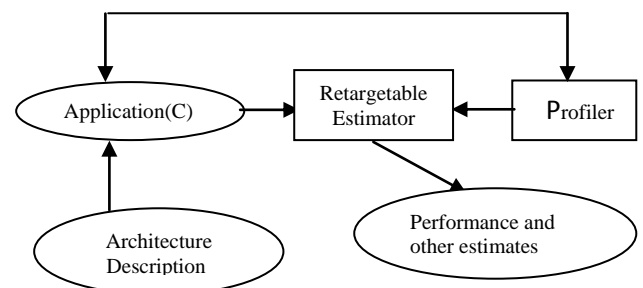 Application(C)
Retargetable
Estimator
Profiler
Architecture
Description
Performance and
other estimates